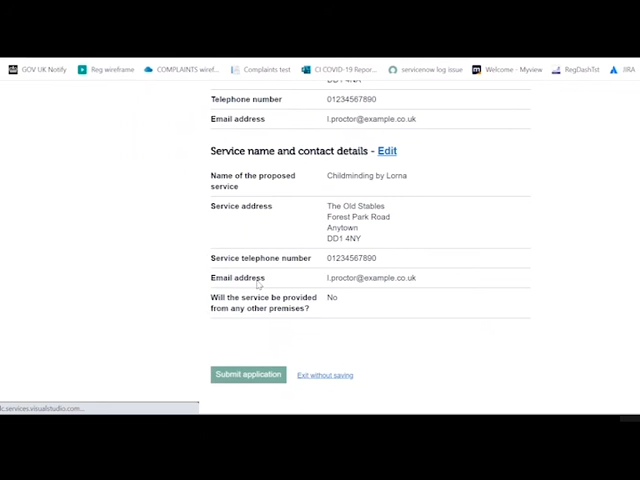 GOV UK Notify Reg wireframe COMPLAINTS wiref... Complaints test CI COVID-19 Repor... servicenow log issue Welcome - Myview RegDashTst JIRA
Telephone number 01234567890
Email address l.proctor@example.co.uk
Service name and contact details - Edit
Name of the proposed service Childminding by Lorna
Service address The Old Stables
Forest Park Road
Anytown
DD1 4NY
Service telephone number 01234567890
Email address l.proctor@example.co.uk
Will the service be provided No
from any other premises?
Submit application Exit without saving
lc.services.visualstudio.com...